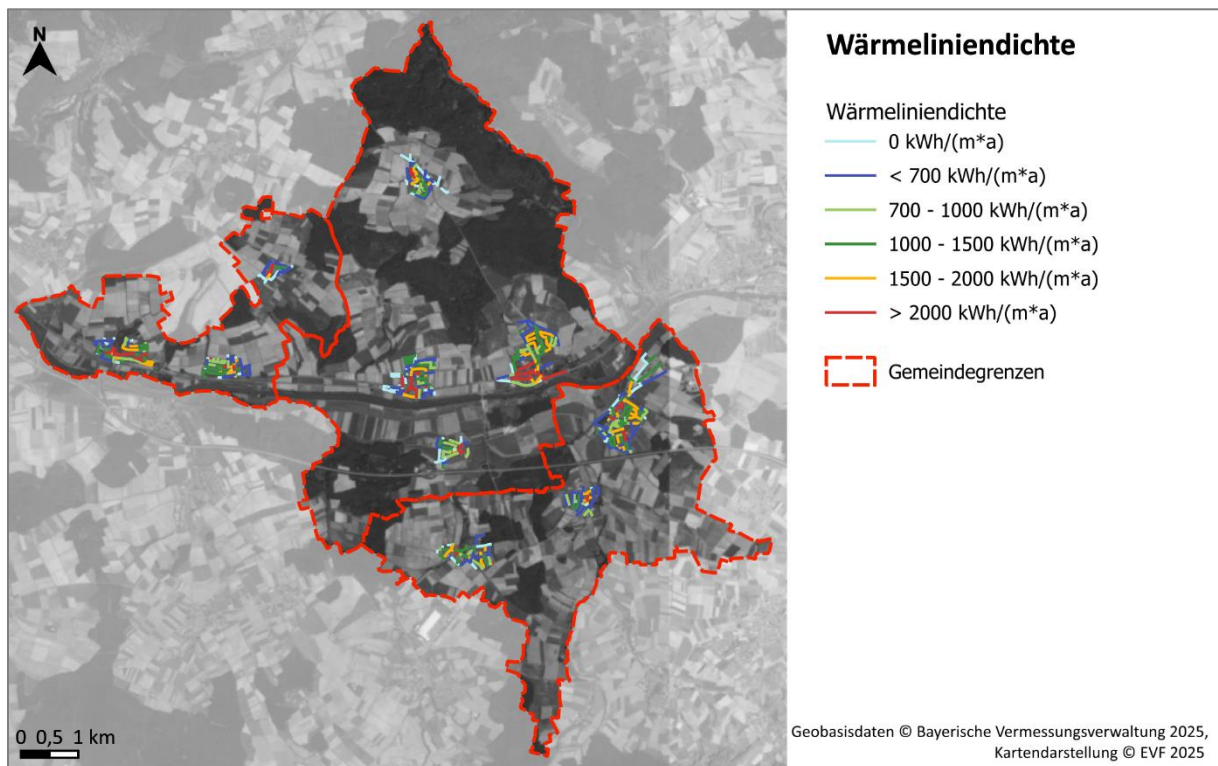 N
Wärmeliniendichte
Wärmeliniendichte
0 kWh/(m*a)
< 700 kWh/(m*a)
700 - 1000 kWh/(m*a)
1000 - 1500 kWh/(m*a)
1500 - 2000 kWh/(m*a)
> 2000 kWh/(m*a)
Gemeindegrenzen
0 0,5 1 km
Geobasisdaten © Bayerische Vermessungsverwaltung 2025,
Kartendarstellung © EVF 2025